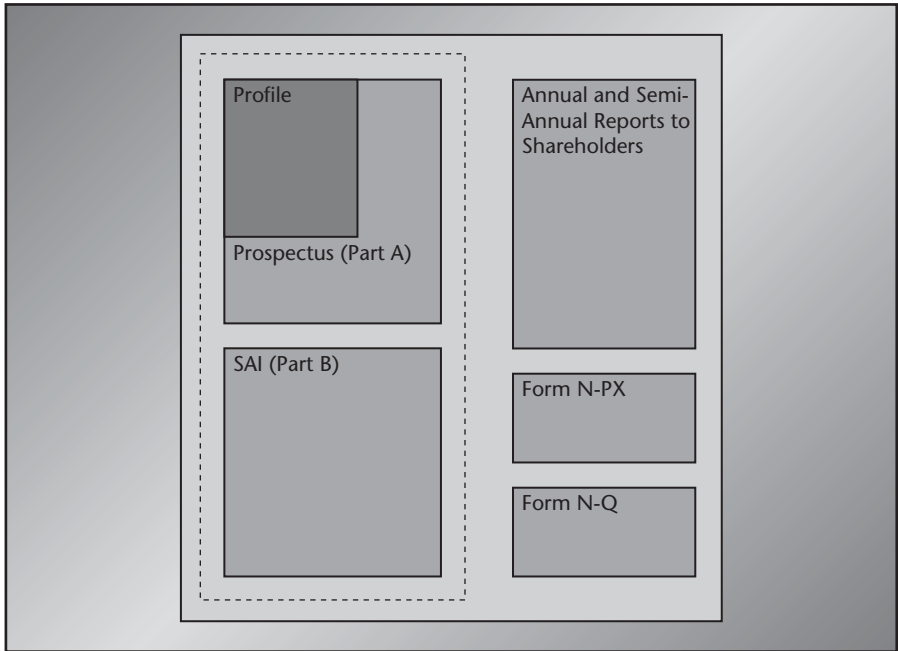 Profile
Prospectus (Part A)
SAI (Part B)
Annual and Semi-
Annual Reports to
Shareholders
Form N-PX
Form N-Q